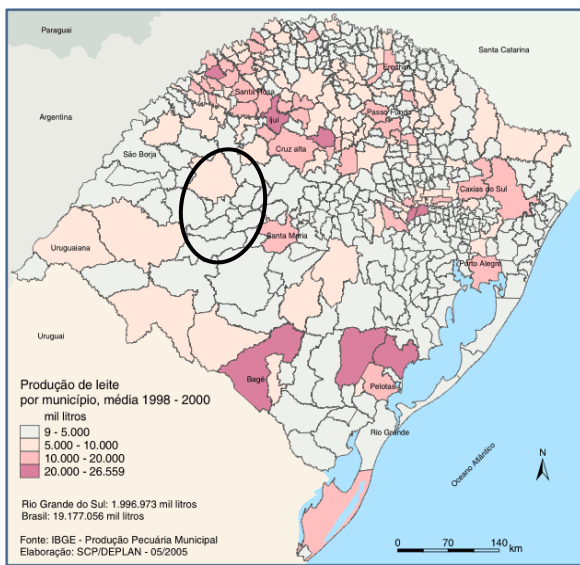 Paraguai
Santa Catarina
Argentina
Erechim
Santa Rosa
Passo Fundo
Ijuí
Cruz alta
São Borja
Caxias do Sul
Uruguaiana
Santa Maria
Porto Alegre
Uruguai
Bagé
Pelotas
Rio Grande
Oceano Atlântico
Produção de leite
por município, média 1998 - 2000
mil litros
9 - 5.000
5.000 - 10.000
10.000 - 20.000
20.000 - 26.559
N
Rio Grande do Sul: 1.996.973 mil litros
Brasil: 19.177.056 mil litros
Fonte: IBGE - Produção Pecuária Municipal
Elaboração: SCP/DEPLAN - 05/2005
0 40 80 140 km